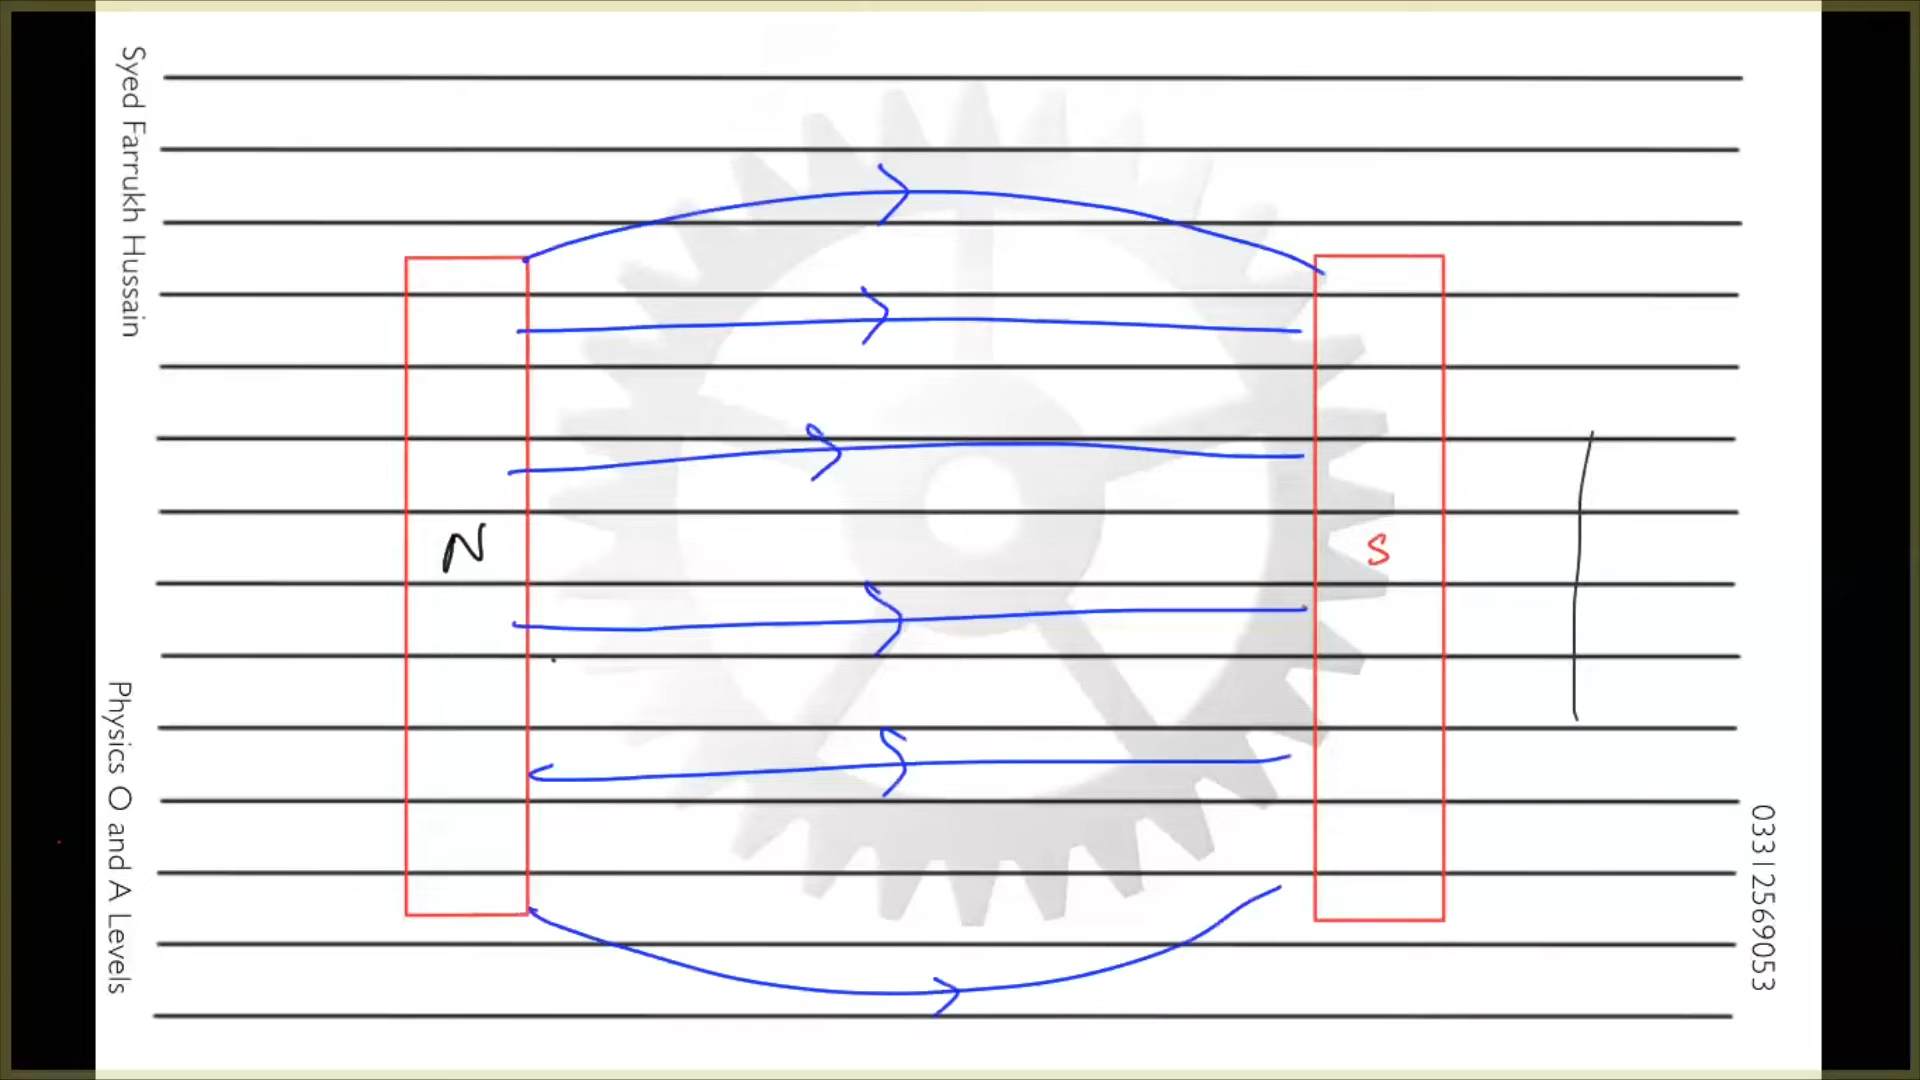 Syed Farrukh Hussain
N
S
Physics O and A Levels
03312569053